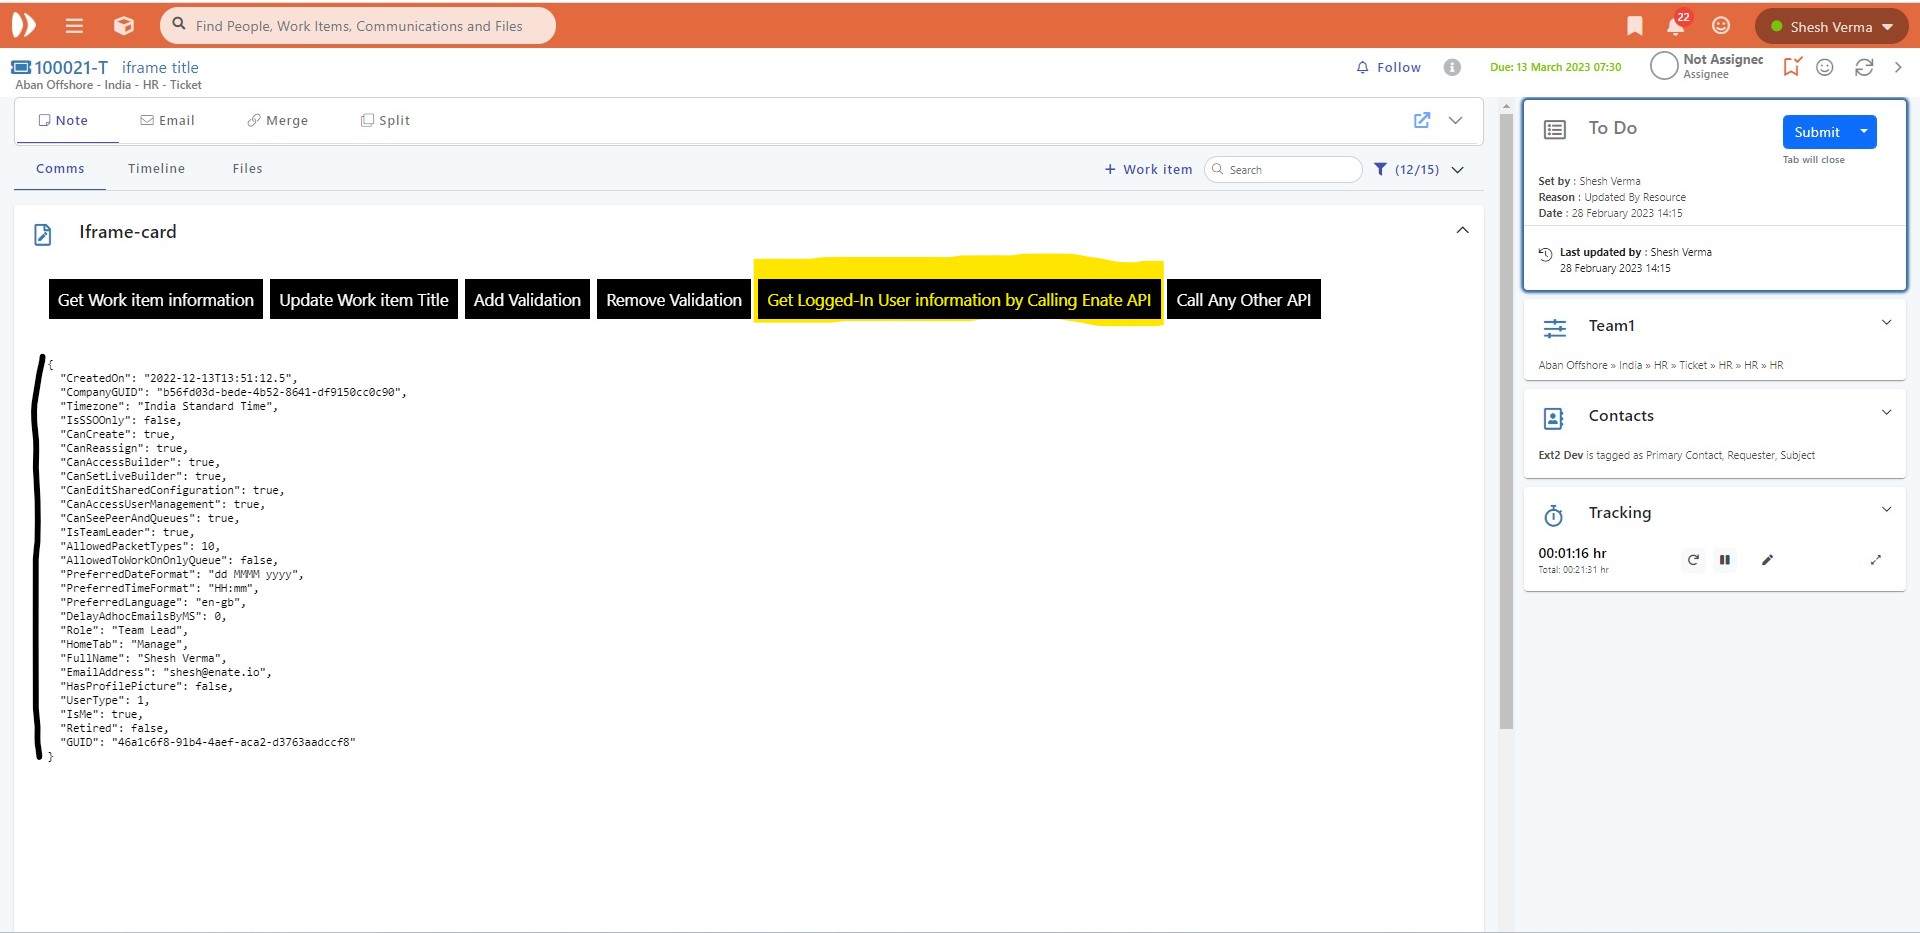 Find People, Work Items, Communications and Files
22
Shesh Verma
100021-T iframe title
Aban Offshore - India - HR - Ticket
Follow
Due: 13 March 2023 07:30
Not Assigned
Assignee
Note Email Merge Split
Comms Timeline Files
+ Work item
Search
(12/15)
Iframe-card
Get Work item information
Update Work item Title
Add Validation
Remove Validation
Get Logged-In User information by Calling Enate API
Call Any Other API
{
"CreatedOn": "2022-12-13T13:51:12.5",
"CompanyGUID": "b56fd03d-bede-4b52-8641-df9150cc0c90",
"Timezone": "India Standard Time",
"IsSSOOnly": false,
"CanCreate": true,
"CanReassign": true,
"CanAccessBuilder": true,
"CanSetLiveBuilder": true,
"CanEditSharedConfiguration": true,
"CanAccessUserManagement": true,
"CanSeePeerAndQueues": true,
"IsTeamLeader": true,
"AllowedPacketTypes": 10,
"AllowedToWorkOnOnlyQueue": false,
"PreferredDateFormat": "dd MMMM yyyy",
"PreferredTimeFormat": "HH:mm",
"PreferredLanguage": "en-gb",
"DelayAdhocEmailsByMS": 0,
"Role": "Team Lead",
"HomeTab": "Manage",
"FullName": "Shesh Verma",
"EmailAddress": "shesh@enate.io",
"HasProfilePicture": false,
"UserType": 1,
"IsMe": true,
"Retired": false,
"GUID": "46a1c6f8-91b4-4aef-aca2-d3763aadccf8"
}
To Do
Submit
Tab will close
Set by : Shesh Verma
Reason : Updated By Resource
Date : 28 February 2023 14:15
Last updated by : Shesh Verma
28 February 2023 14:15
Team1
Aban Offshore » India » HR » Ticket » HR » HR » HR
Contacts
Ext2 Dev is tagged as Primary Contact, Requester, Subject
Tracking
00:01:16 hr
Total: 00:21:31 hr